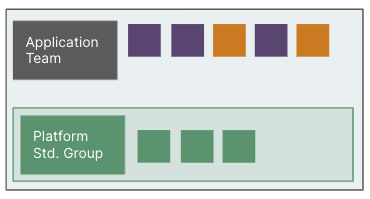 Application
Team
Platform
Std. Group